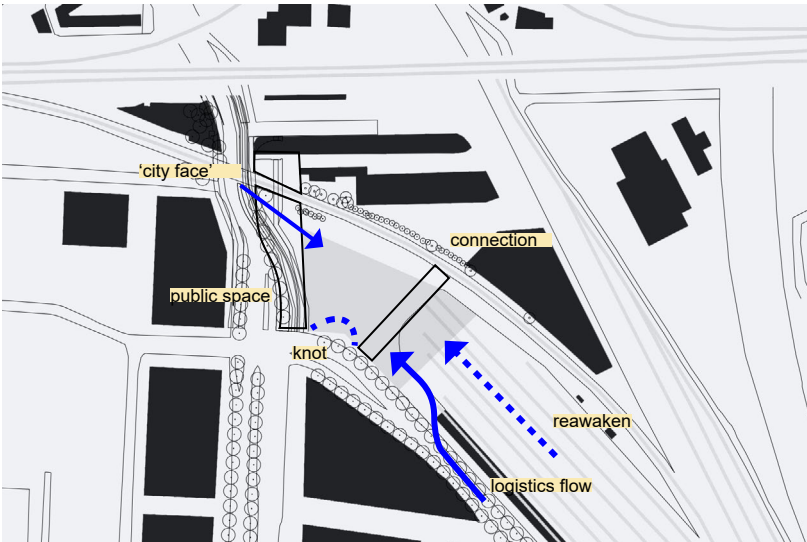 ‘city face’
connection
public space
knot
reawaken
logistics flow